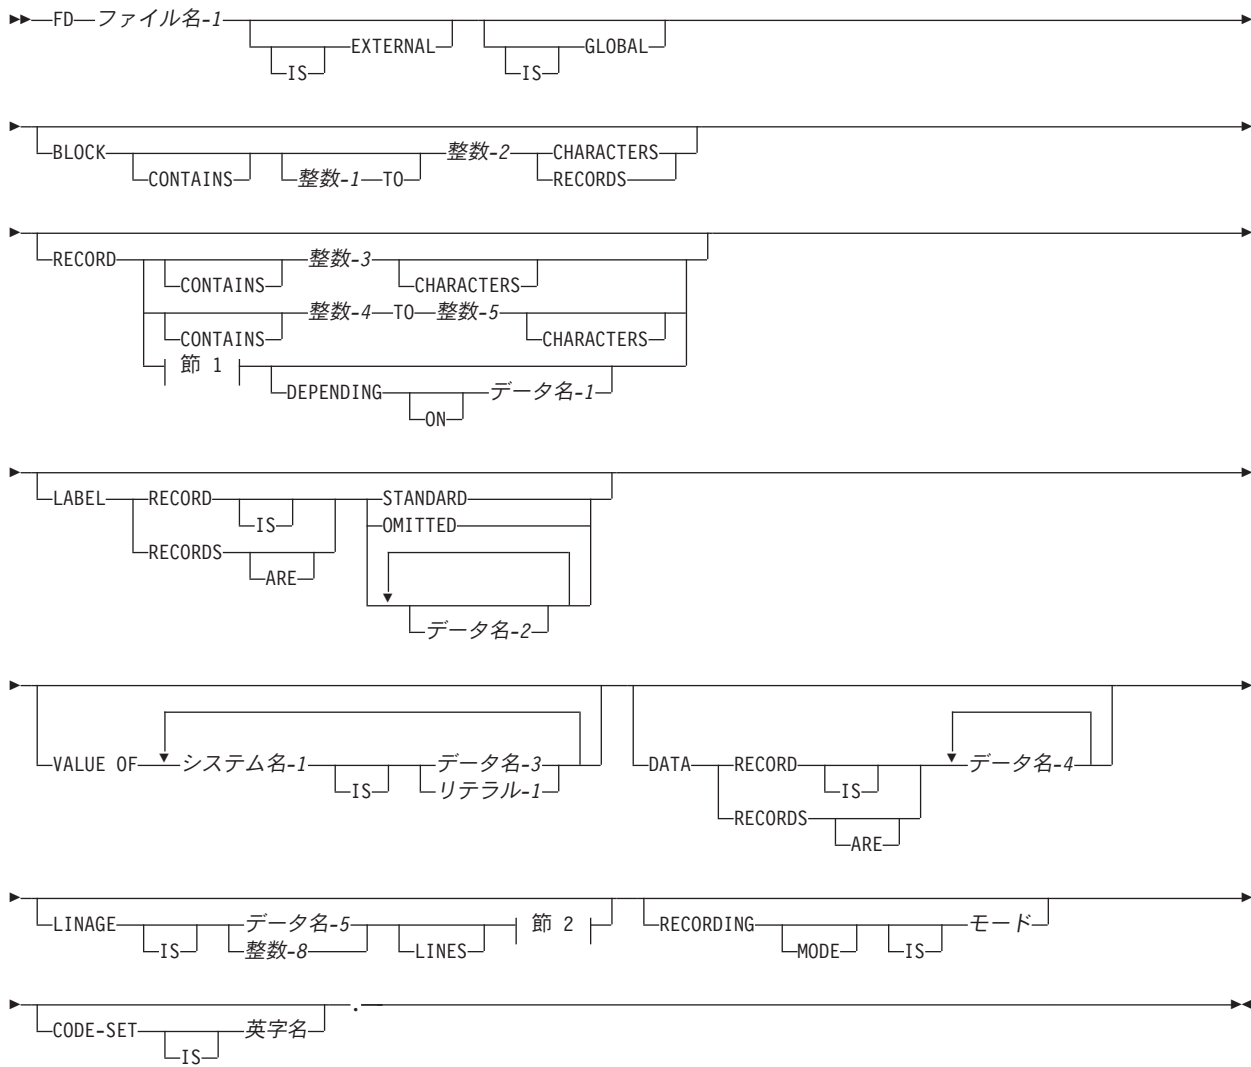 FD ファイル名-1 EXTERNAL GLOBAL
IS IS
BLOCK 整数-2 CHARACTERS
CONTAINS 整数-1 TO RECORDS
RECORD 整数-3
CONTAINS CHARACTERS
整数-4 TO 整数-5
CONTAINS CHARACTERS
節 1
DEPENDING データ名-1
ON
LABEL RECORD STANDARD
IS OMITTED
RECORDS
ARE
データ名-2
VALUE OF システム名-1 データ名-3 DATA RECORD データ名-4
IS リテラル-1 IS
RECORDS
ARE
LINAGE データ名-5 節 2 RECORDING モード
IS 整数-8 LINES MODE IS
CODE-SET 英字名 .
IS